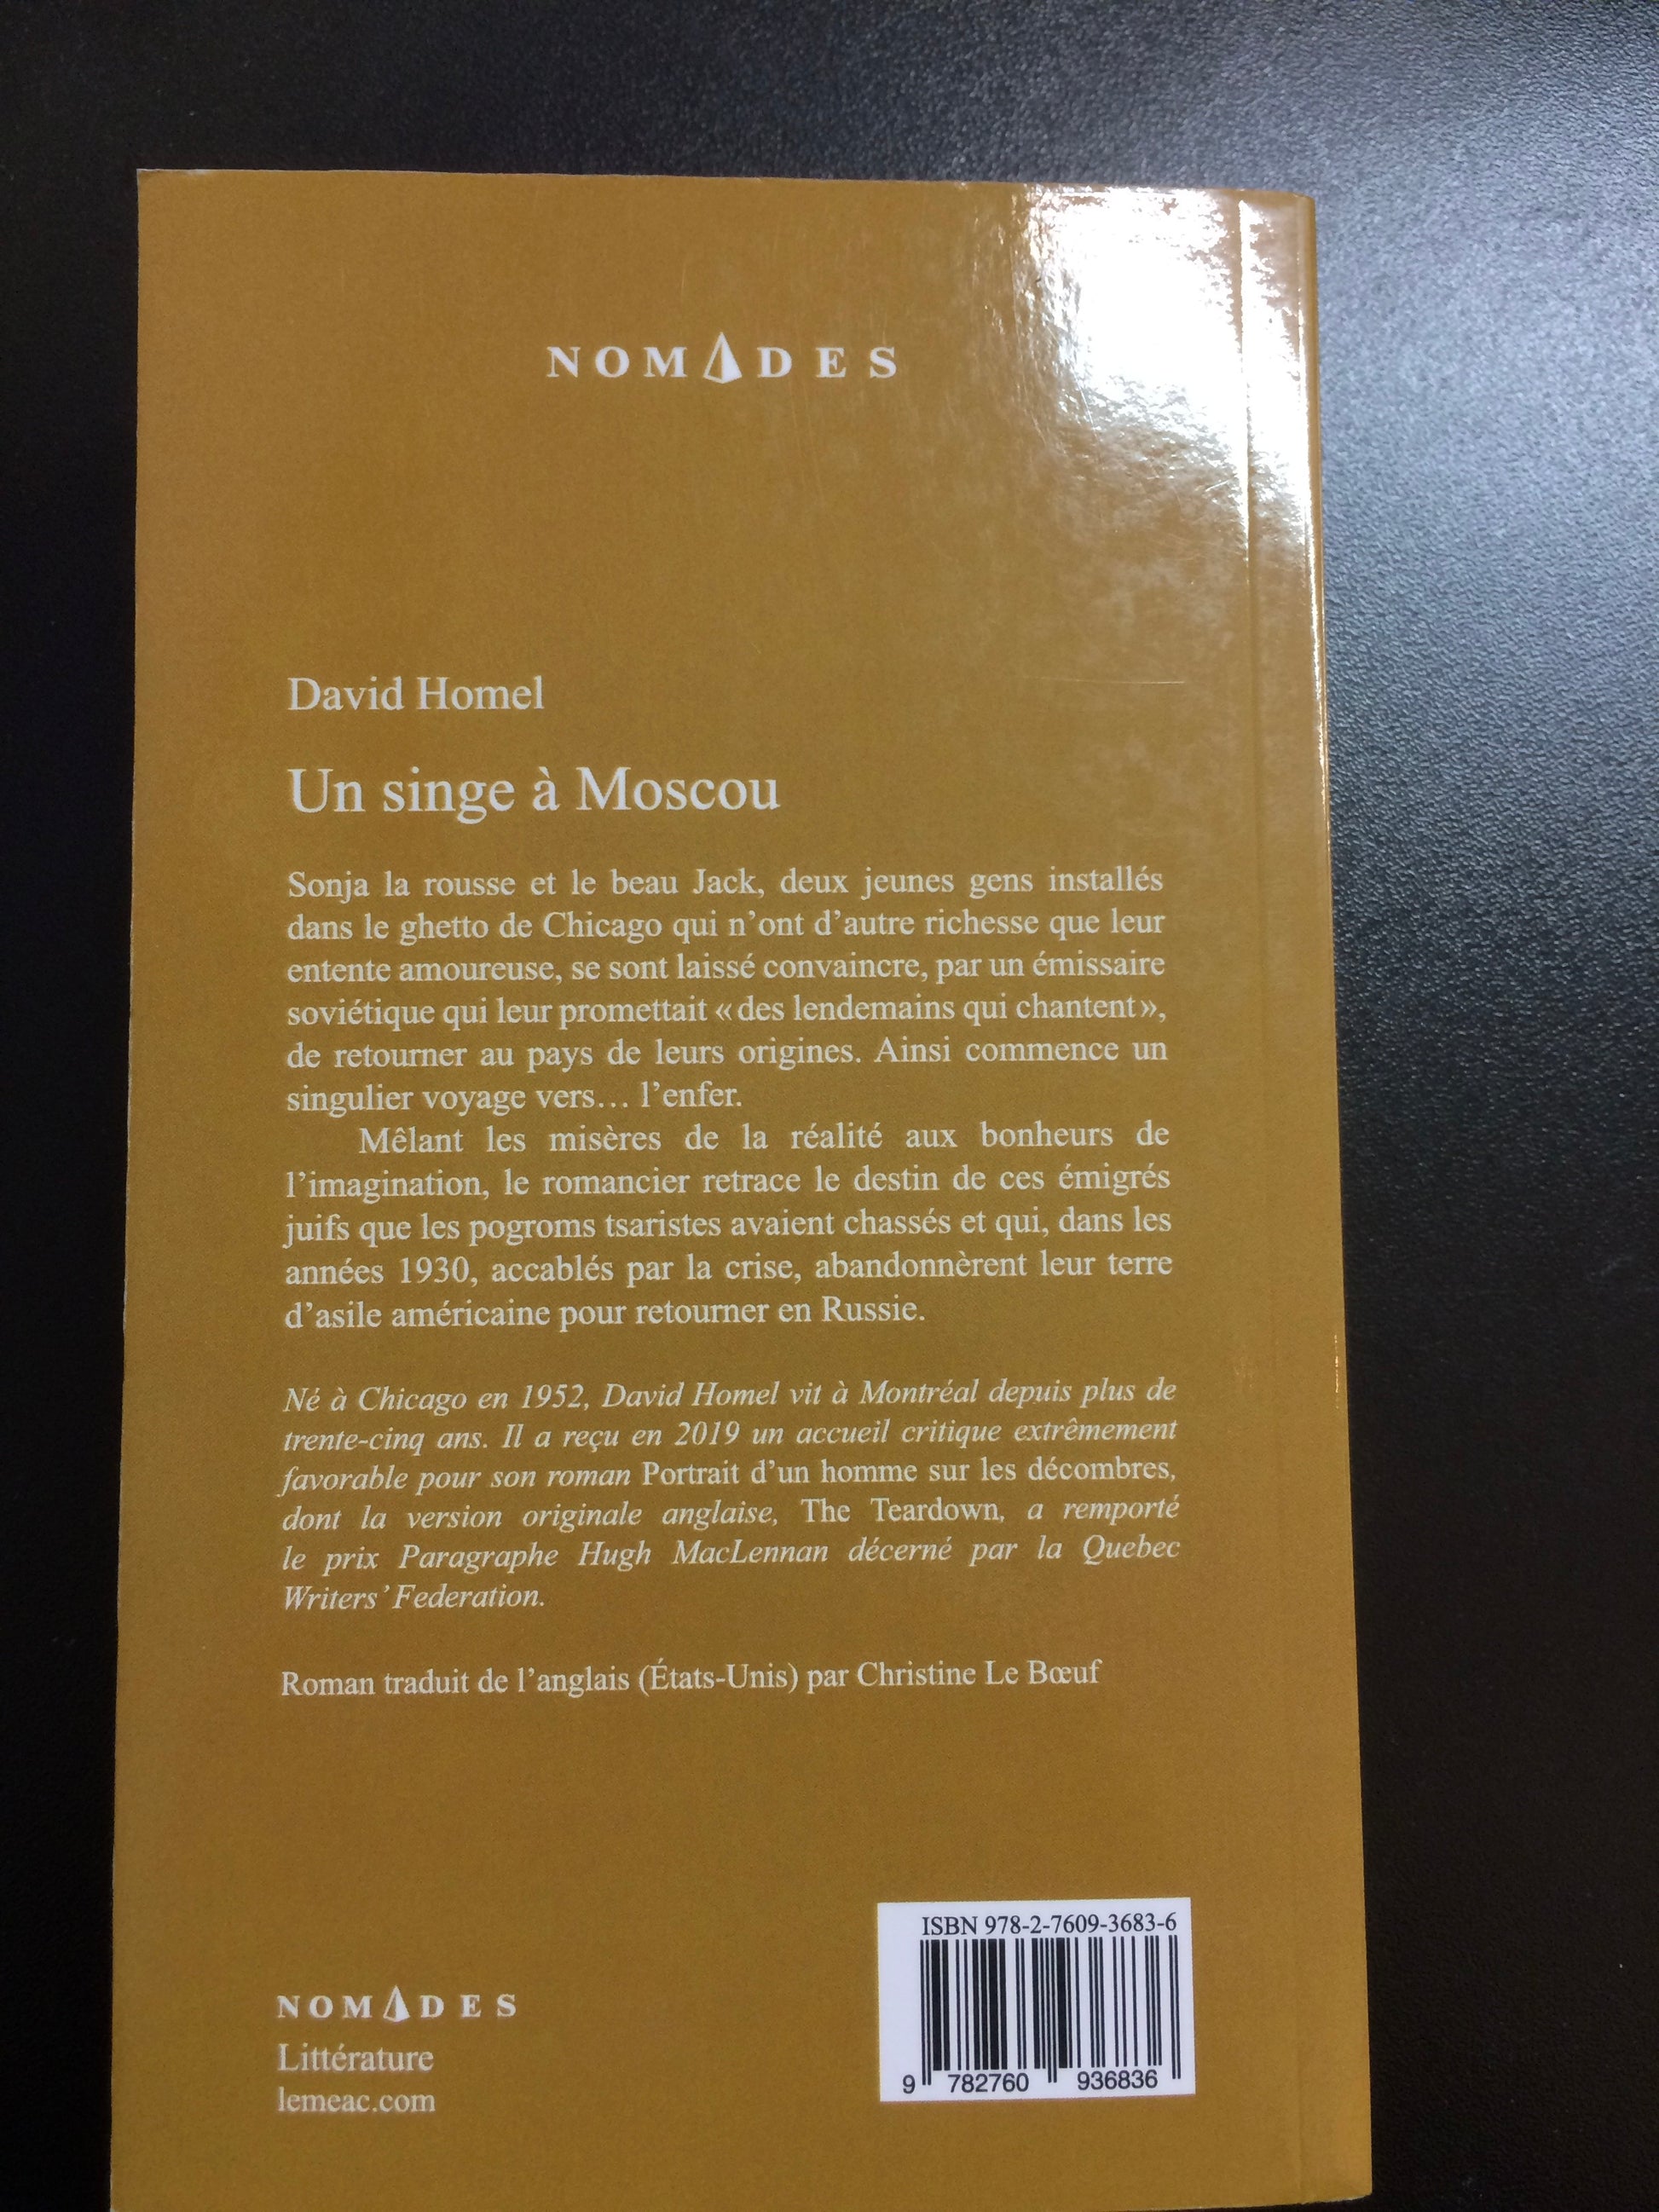 NOMADES
David Homel
Un singe à Moscou
Sonja la rousse et le beau Jack, deux jeunes gens installés
dans le ghetto de Chicago qui n'ont d'autre richesse que leur
entente amoureuse, se sont laissé convaincre, par un émissaire
soviétique qui leur promettait « des lendemains qui chantent »,
de retourner au pays de leurs origines. Ainsi commence un
singulier voyage vers… l'enfer.
Mêlant les misères de la réalité aux bonheurs de
l'imagination, le romancier retrace le destin de ces émigrés
juifs que les pogroms tsaristes avaient chassés et qui, dans les
années 1930, accablés par la crise, abandonnèrent leur terre
d'asile américaine pour retourner en Russie.
Né à Chicago en 1952, David Homel vit à Montréal depuis plus de
trente-cinq ans. Il a reçu en 2019 un accueil critique extrêmement
favorable pour son roman Portrait d'un homme sur les décombres,
dont la version originale anglaise, The Teardown, a remporté
le prix Paragraphe Hugh MacLennan décerné par la Quebec
Writers' Federation.
Roman traduit de l'anglais (États-Unis) par Christine Le Bœuf
ISBN 978-2-7609-3683-6
9 782760 936836
NOMADES
Littérature
lemeac.com